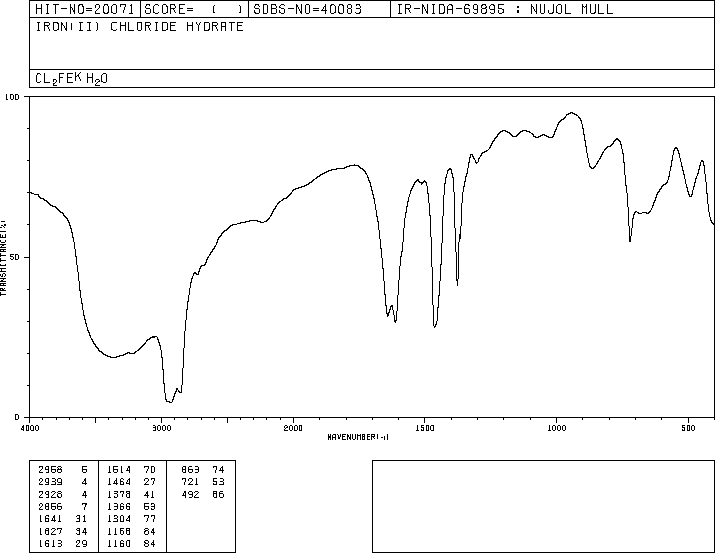 HIT-NO=20071 SCORE= ( ) SDBS-NO=40083 IR-NIDA-69895 : NUJOL MULL
IRON(II) CHLORIDE HYDRATE
CL2FEK H2O
100
50
0
TRANSMITTANCE(%)
4000 3000 2000 1500 1000 500
WAVENUMBER(-1)
2958 5 1514 70 863 74
2939 4 1464 27 721 53
2928 4 1378 41 492 66
2855 7 1366 59
1641 31 1304 77
1627 34 1158 84
1613 29 1160 84